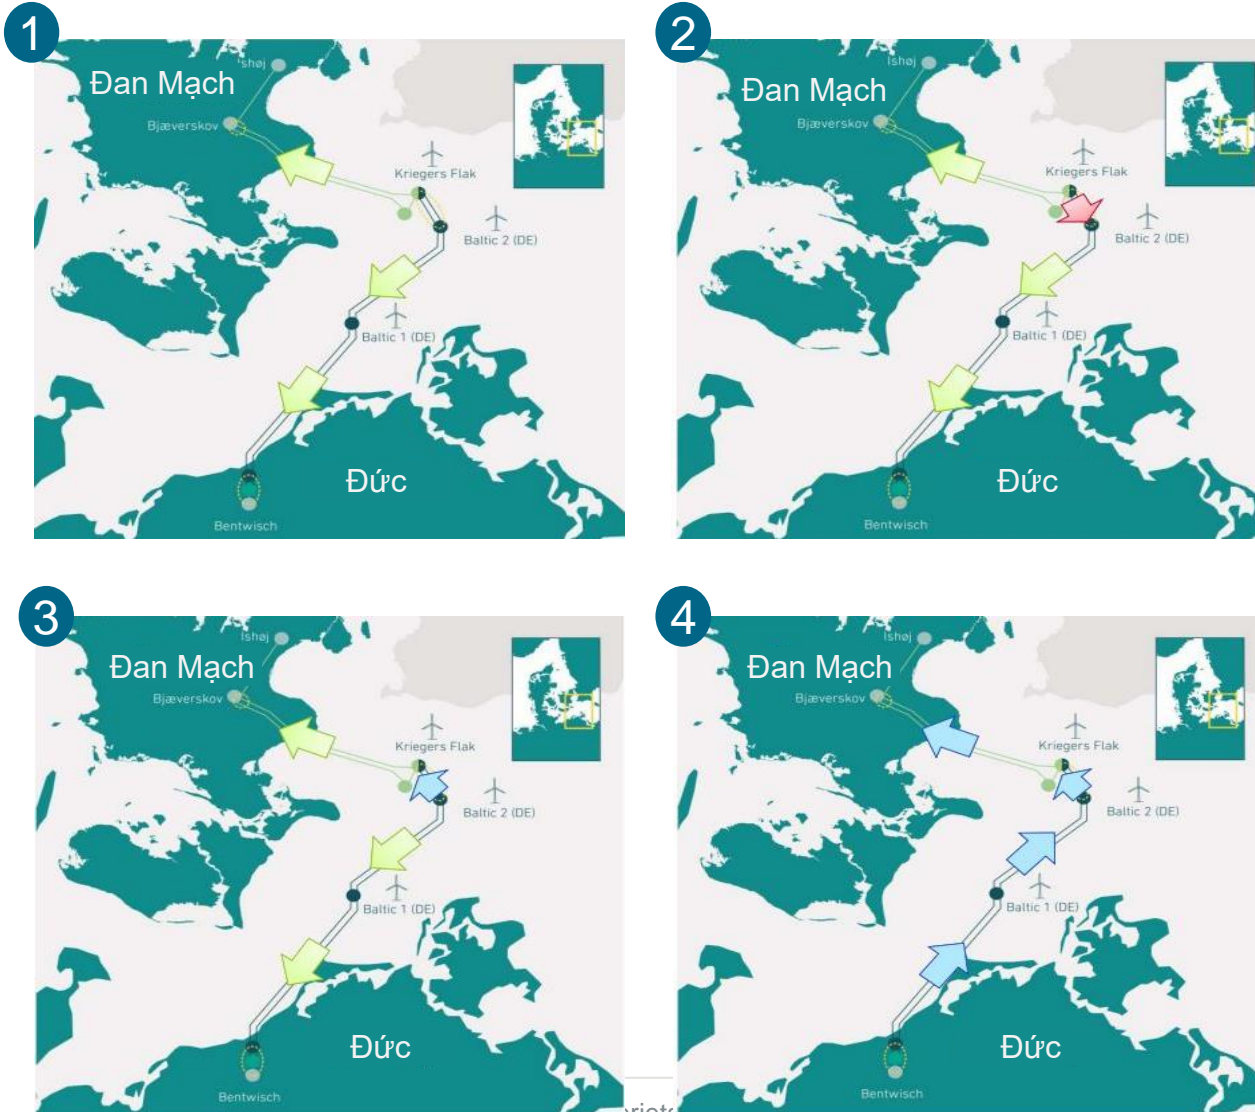 1
Đan Mạch
Ishøj
Bjæverskov
Kriegers Flak
Baltic 2 (DE)
Baltic 1 (DE)
Đức
Bentwisch
2
Ishøj
Đan Mạch
Bjæverskov
Kriegers Flak
Baltic 2 (DE)
Baltic 1 (DE)
Đức
Bentwisch
3
Ishøj
Đan Mạch
Bjæverskov
Kriegers Flak
Baltic 2 (DE)
Baltic 1 (DE)
Đức
Bentwisch
4
Ishøj
Đan Mạch
Bjæverskov
Kriegers Flak
Baltic 2 (DE)
Baltic 1 (DE)
Đức
Bentwisch